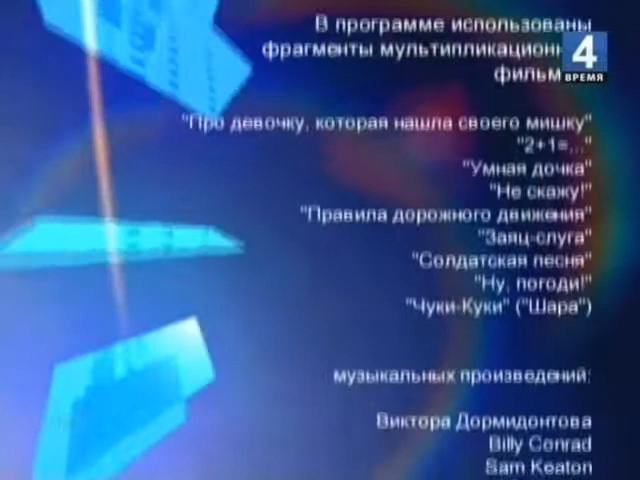 В программе использованы
фрагменты мультипликационн
фильм
4
ВРЕМЯ
"Про девочку, которая нашла своего мишку"
"2+1=..."
"Умная дочка"
"Не скажу!"
"Правила дорожного движения"
"Заяц-слуга"
"Солдатская песня"
"Ну, погоди!"
"Чуки-Куки" ("Шара")
музыкальных произведений:
Виктора Дормидонтова
Billy Conrad
Sam Keaton